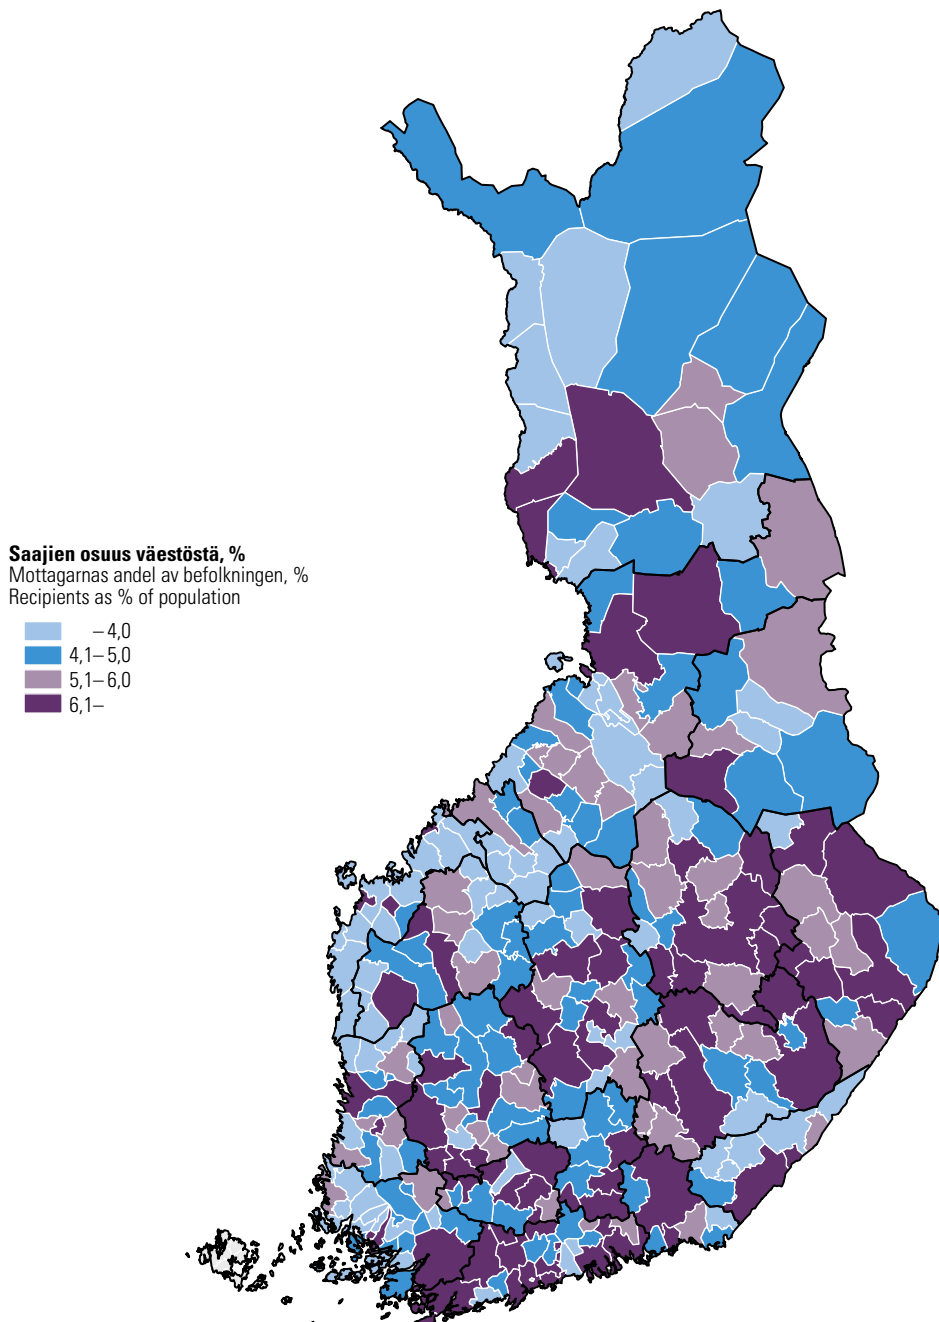 Saajien osuus väestöstä, %
Mottagarnas andel av befolkningen, %
Recipients as % of population
– 4,0
4,1– 5,0
5,1– 6,0
6,1–